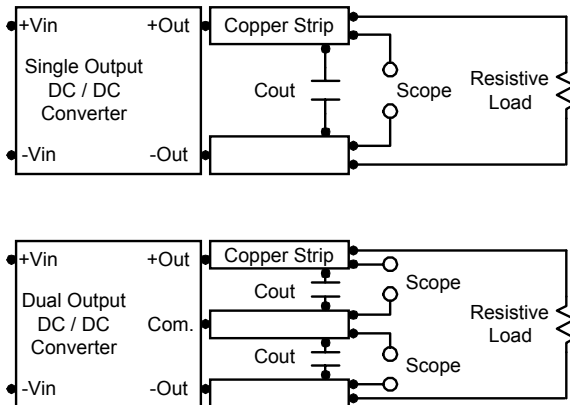 +Vin +Out Copper Strip
Single Output
DC / DC
Converter
Cout Scope Resistive
Load
-Vin -Out
+Vin +Out Copper Strip
Cout Scope
Dual Output
DC / DC
Converter
Com. Resistive
Load
Cout Scope
-Vin -Out